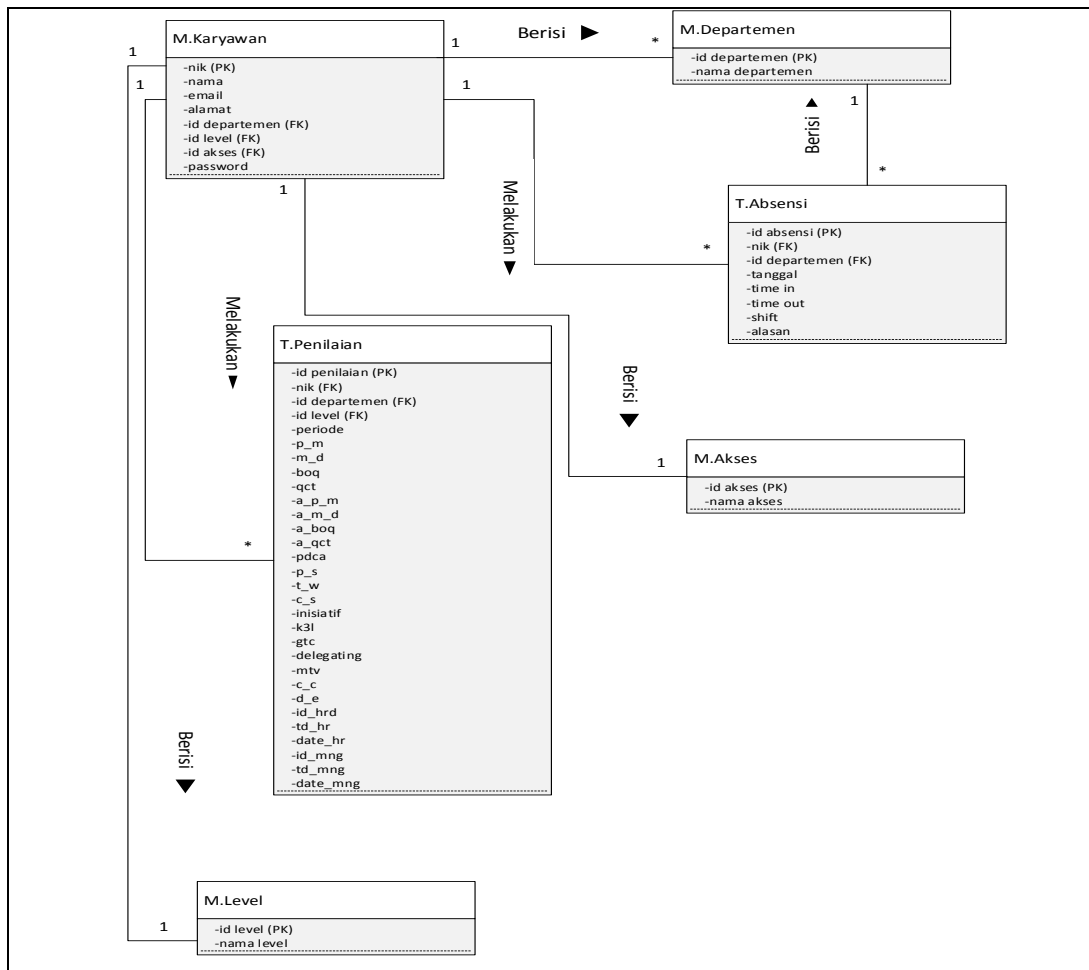 M.Karyawan
-nik (PK)
-nama
-email
-alamat
-id departemen (FK)
-id level (FK)
-id akses (FK)
-password
1
1
1
1
1
Berisi
*
M.Departemen
-id departemen (PK)
-nama departemen
1
Berisi
*
T.Absensi
-id absensi (PK)
-nik (FK)
-id departemen (FK)
-tanggal
-time in
-time out
-shift
-alasan
Melakukan
*
Melakukan
*
T.Penilaian
-id penilaian (PK)
-nik (FK)
-id departemen (FK)
-id level (FK)
-periode
-p_m
-m_d
-boq
-qct
-a_p_m
-a_m_d
-a_boq
-a_qct
-pdca
-p_s
-t_w
-c_s
-inisiatif
-k3l
-gtc
-delegating
-mtv
-c_c
-d_e
-id_hrd
-td_hr
-date_hr
-id_mng
-td_mng
-date_mng
Berisi
1
M.Akses
-id akses (PK)
-nama akses
Berisi
1
M.Level
-id level (PK)
-nama level